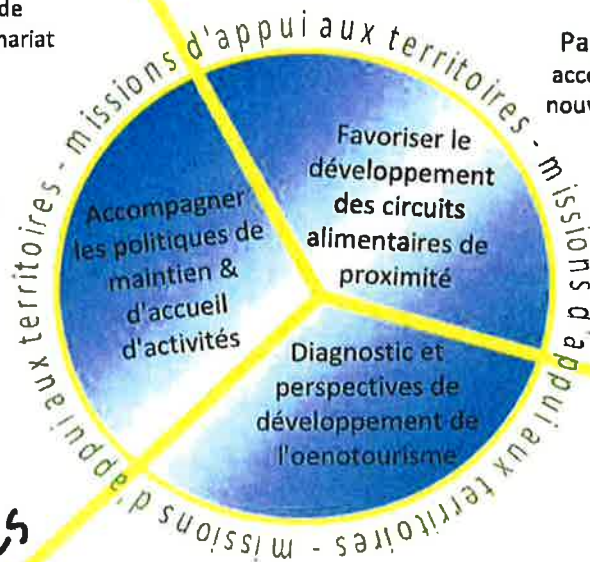 de
nariat
Pa
acc
nouv
missions d'appui aux territoires - missions d'appui aux territoires - missions d'appui aux territoires -
Favoriser le
développement
des circuits
alimentaires de
proximité
Accompagner
les politiques de
maintien &
d'accueil
d'activités
Diagnostic et
perspectives de
développement de
l'oenotourisme